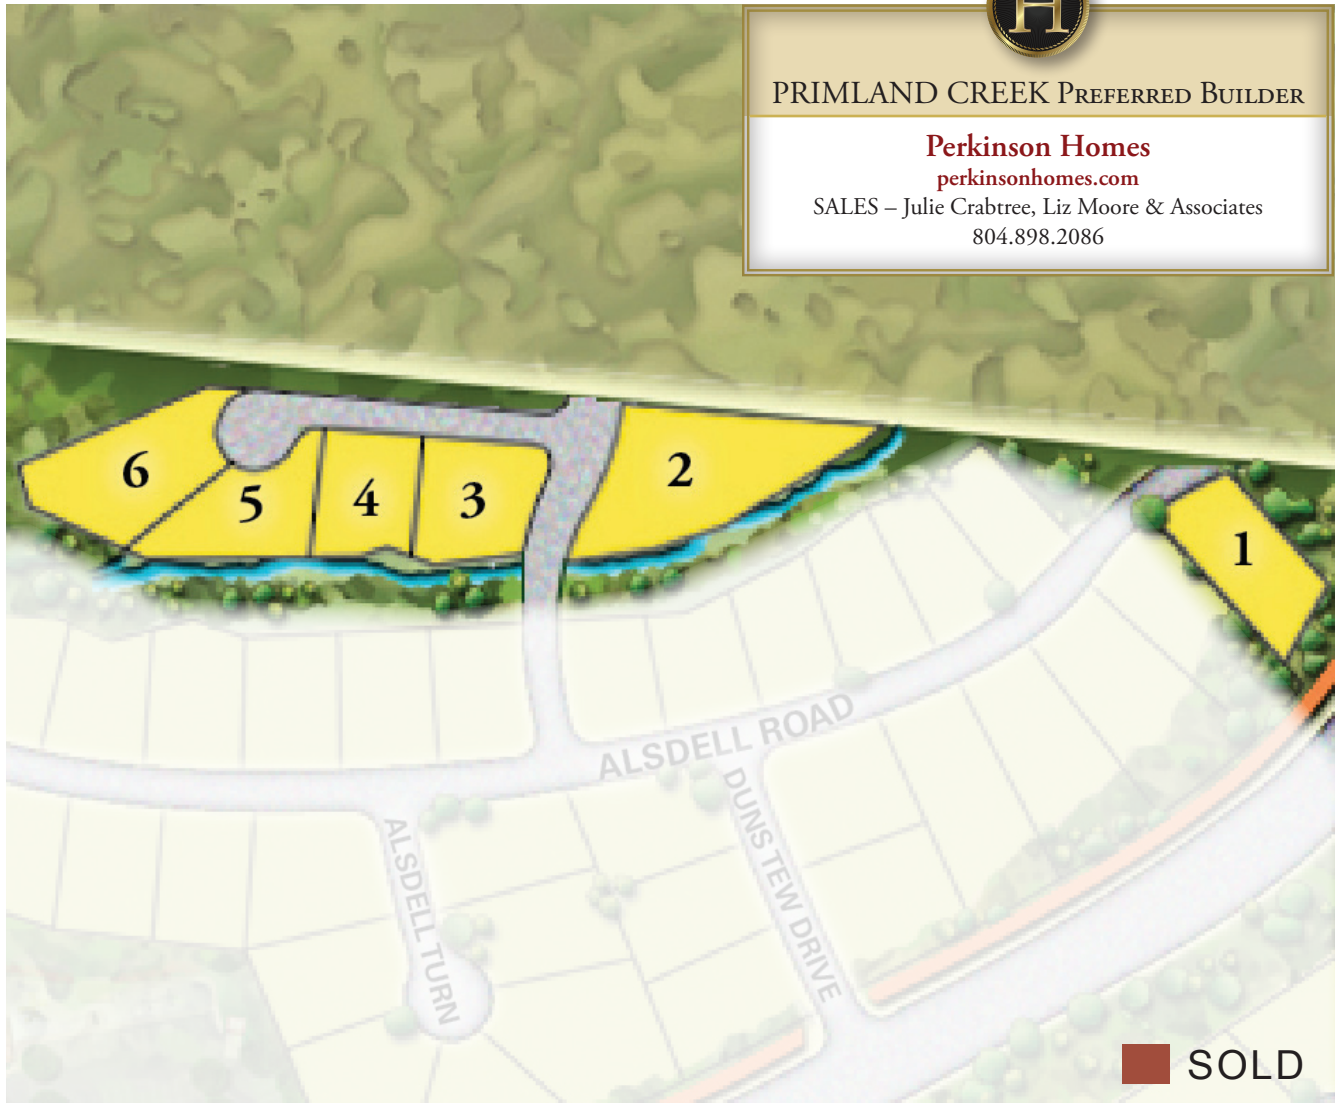 H
PRIMLAND CREEK Preferred Builder
Perkinson Homes
perkinsonhomes.com
SALES – Julie Crabtree, Liz Moore & Associates
804.898.2086
6
5
4
3
2
1
ALSDELL ROAD
ALSDELL TURN
DUNS TEW DRIVE
SOLD